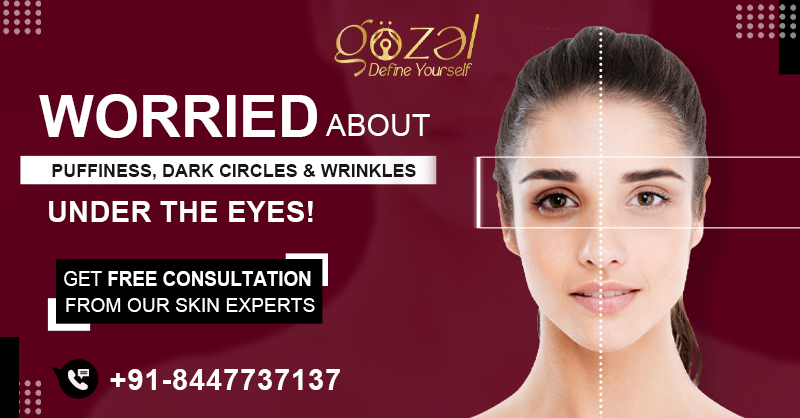 gözəl
Define Yourself
WORRIED ABOUT
PUFFINESS, DARK CIRCLES & WRINKLES
UNDER THE EYES!
GET FREE CONSULTATION
FROM OUR SKIN EXPERTS
+91-8447737137